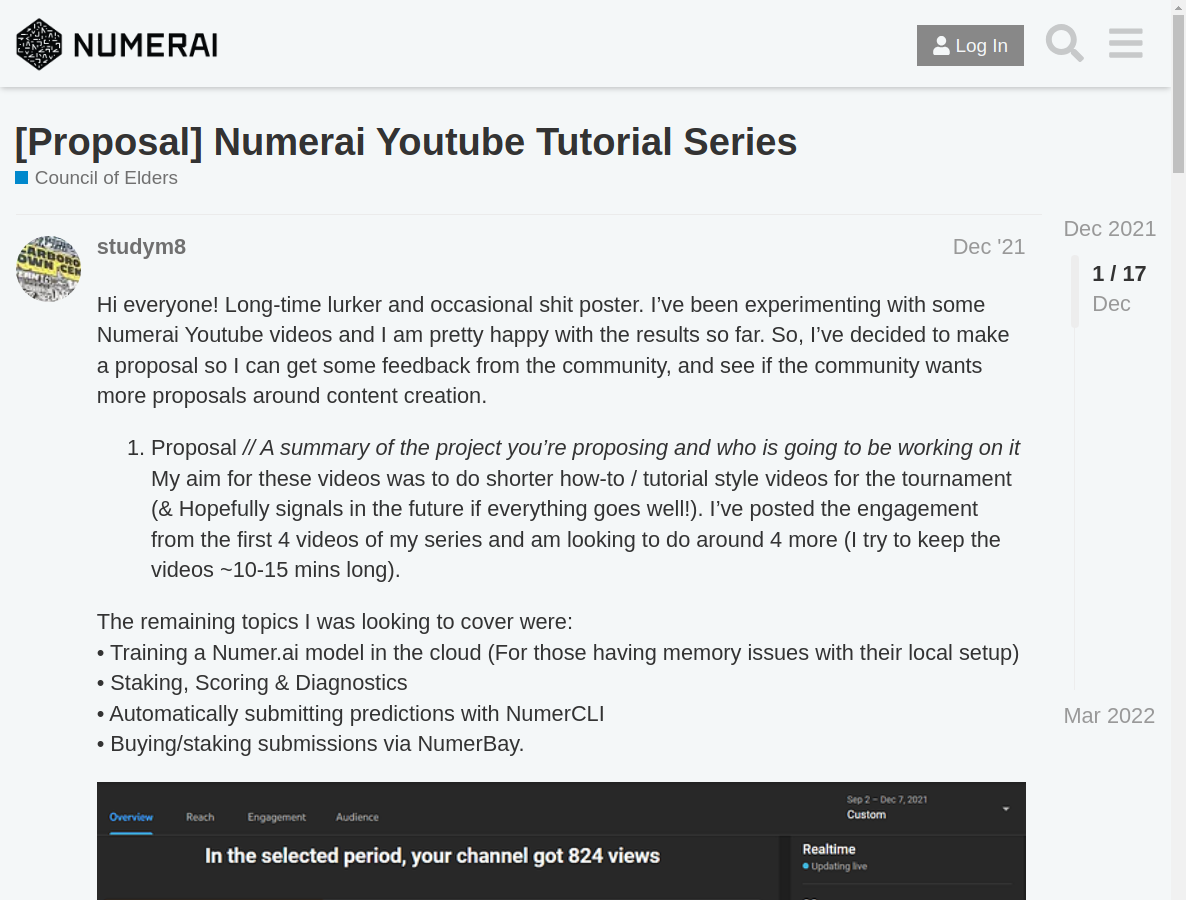 NUMERAI
Log In
[Proposal] Numerai Youtube Tutorial Series
Council of Elders
studym8
Dec '21
Dec 2021
1 / 17
Dec
Mar 2022
Hi everyone! Long-time lurker and occasional shit poster. I’ve been experimenting with some
Numerai Youtube videos and I am pretty happy with the results so far. So, I’ve decided to make
a proposal so I can get some feedback from the community, and see if the community wants
more proposals around content creation.
1. Proposal // A summary of the project you’re proposing and who is going to be working on it
My aim for these videos was to do shorter how-to / tutorial style videos for the tournament
(& Hopefully signals in the future if everything goes well!). I’ve posted the engagement
from the first 4 videos of my series and am looking to do around 4 more (I try to keep the
videos ~10-15 mins long).
The remaining topics I was looking to cover were:
• Training a Numer.ai model in the cloud (For those having memory issues with their local setup)
• Staking, Scoring & Diagnostics
• Automatically submitting predictions with NumerCLI
• Buying/staking submissions via NumerBay.
Overview Reach Engagement Audience
Sep 2 – Dec 7, 2021
Custom
In the selected period, your channel got 824 views
Realtime
Updating live